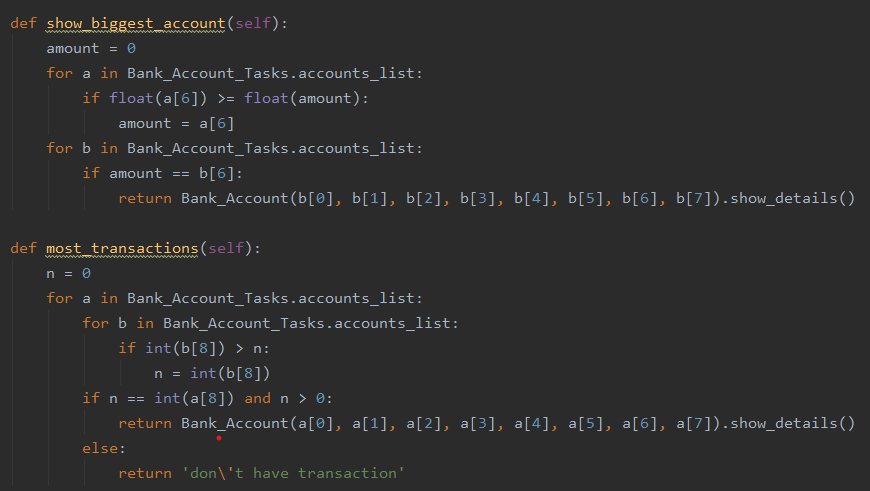 def show_biggest_account(self):
    amount = 0
    for a in Bank_Account_Tasks.accounts_list:
        if float(a[6]) >= float(amount):
            amount = a[6]
    for b in Bank_Account_Tasks.accounts_list:
        if amount == b[6]:
            return Bank_Account(b[0], b[1], b[2], b[3], b[4], b[5], b[6], b[7]).show_details()

def most_transactions(self):
    n = 0
    for a in Bank_Account_Tasks.accounts_list:
        for b in Bank_Account_Tasks.accounts_list:
            if int(b[8]) > n:
                n = int(b[8])
        if n == int(a[8]) and n > 0:
            return Bank_Account(a[0], a[1], a[2], a[3], a[4], a[5], a[6], a[7]).show_details()
        else:
            return 'don\'t have transaction'